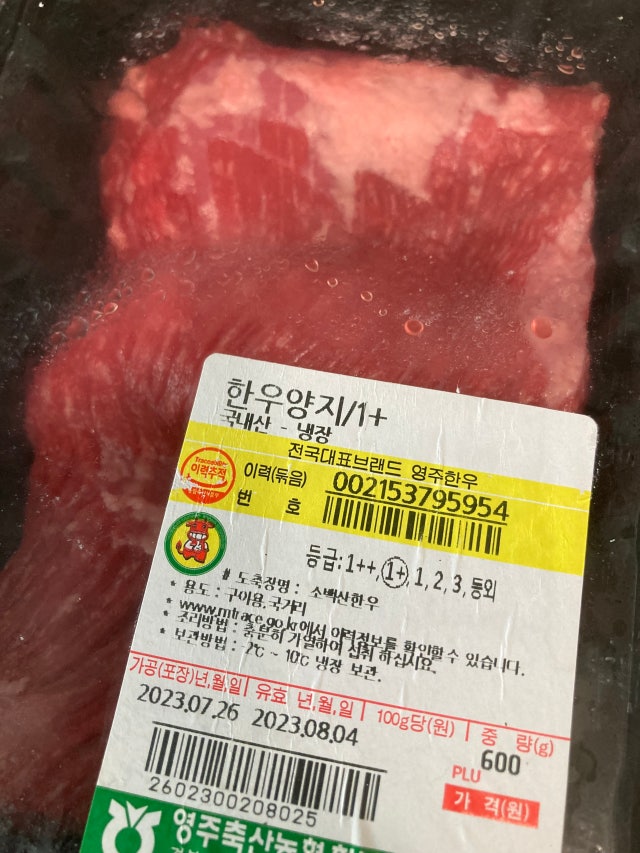 한우양지/1+
국내산 - 냉장
전국대표브랜드 영주한우
이력추적
이력(묶음) 번 호 002153795954
등급:1++,1+,1,2,3,등외
# 도축장명 : 소백산한우
* 용도 : 구이용.국거리
* www.mtrace.go.kr에서 이력정보를 확인할수 있습니다.
* 조리방법 : 충분히 가열하여 섭취 하십시요.
* 보관방법 : -2℃ ~ 10℃ 냉장 보관.
가공(포장)년,월,일 유효 년,월,일 100g당(원) 중 량(g)
2023.07.26 2023.08.04 600
PLU
가 격(원)
2602300208025
영주축산농협